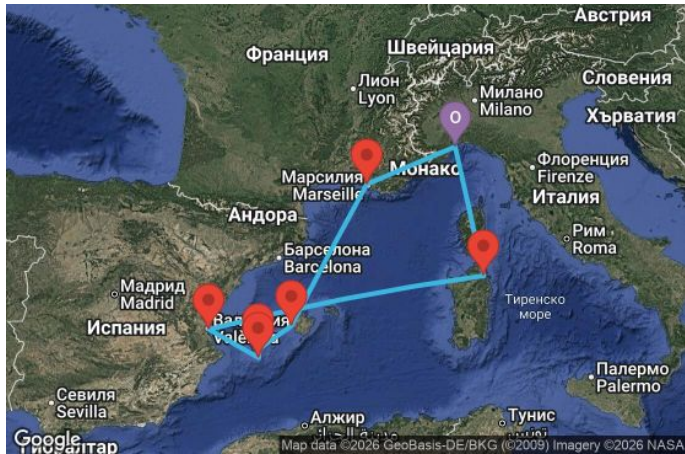 Австрия
Швейцария
Франция
Словения
Лион
Lyon
Милано
Milano
Хърватия
О
Марсилия
Marseille
Монако
Флоренция
Firenze
Италия
Андора
Рим
Roma
Барселона
Barcelona
Мадрид
Madrid
Тиренско
море
Испания
Палермо
Palermo
Севиля
Sevilla
Алжир
Тунис
Google
Map data ©2026 GeoBasis-DE/BKG (©2009) Imagery ©2026 NASA